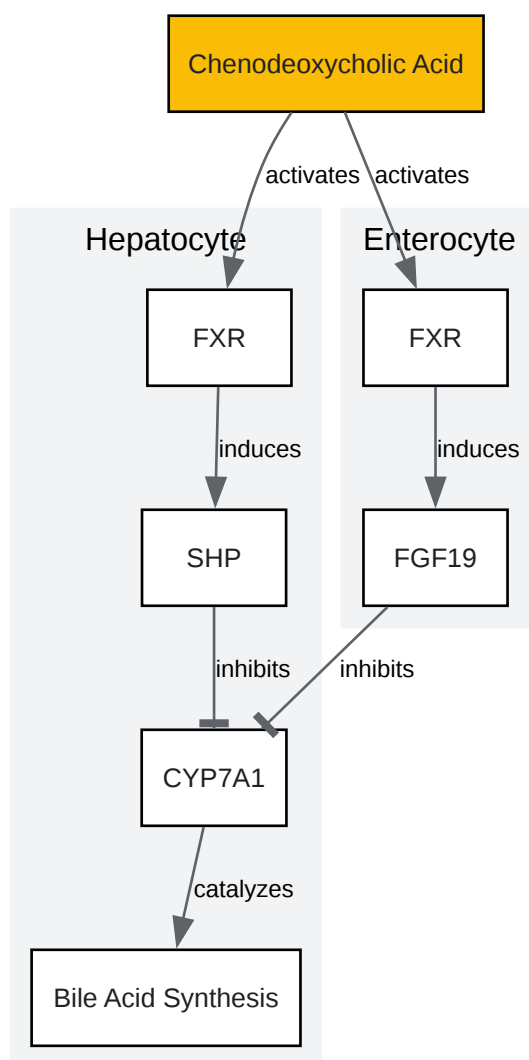 Chenodeoxycholic Acid
activates
activates
Hepatocyte
Enterocyte
FXR
FXR
induces
induces
SHP
FGF19
inhibits
inhibits
CYP7A1
catalyzes
Bile Acid Synthesis